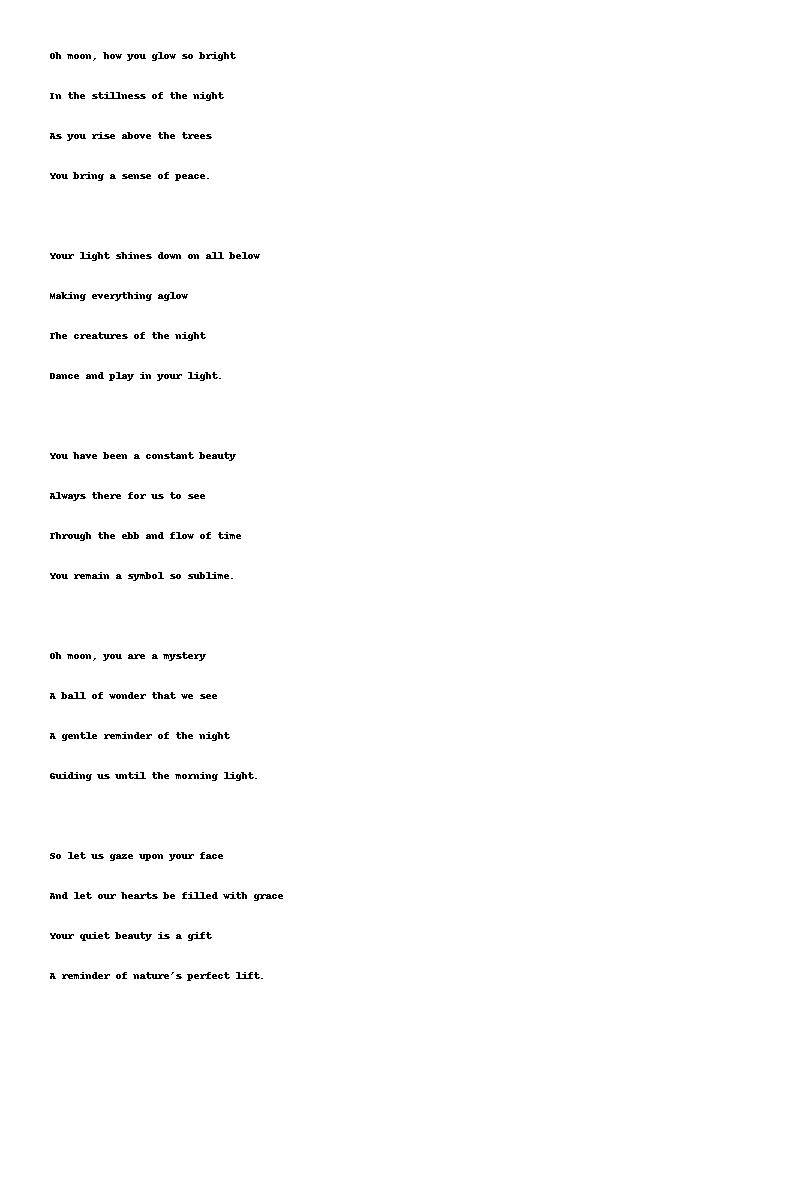 Oh moon, how you glow so bright
In the stillness of the night
As you rise above the trees
You bring a sense of peace.
Your light shines down on all below
Making everything aglow
The creatures of the night
Dance and play in your light.
You have been a constant beauty
Always there for us to see
Through the ebb and flow of time
You remain a symbol so sublime.
Oh moon, you are a mystery
A ball of wonder that we see
A gentle reminder of the night
Guiding us until the morning light.
So let us gaze upon your face
And let our hearts be filled with grace
Your quiet beauty is a gift
A reminder of nature's perfect lift.